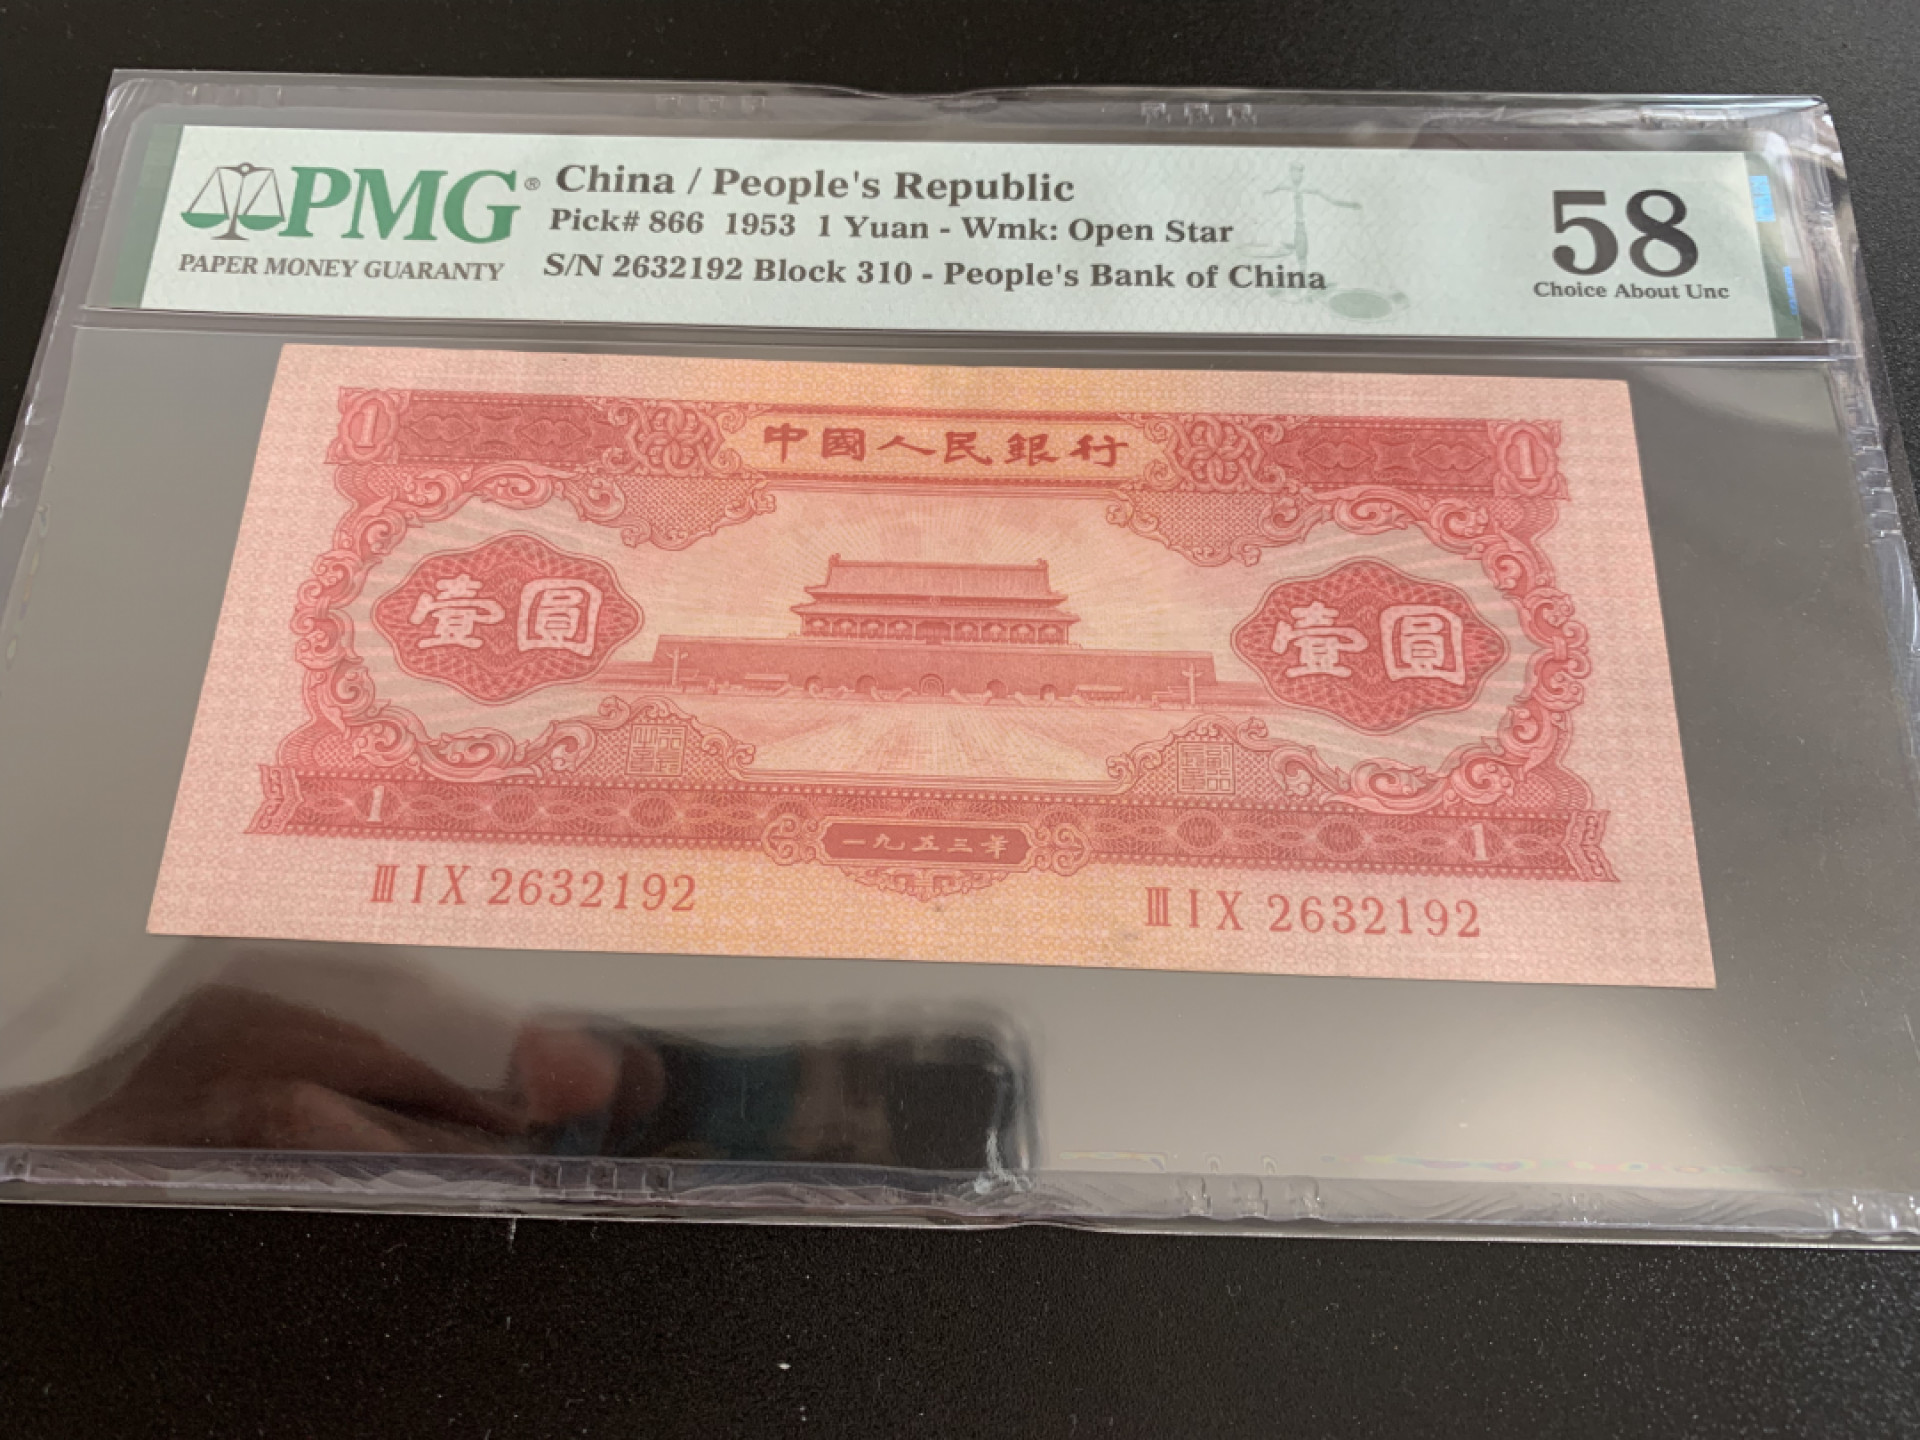 PMG®
PAPER MONEY GUARANTY
China / People's Republic
Pick# 866 1953 1 Yuan - Wmk: Open Star
S/N 2632192 Block 310 - People's Bank of China
58
Choice About Unc
1 中國人民銀行 1
壹圓 壹圓
1 一九五三年 1
III I X 2632192 III I X 2632192